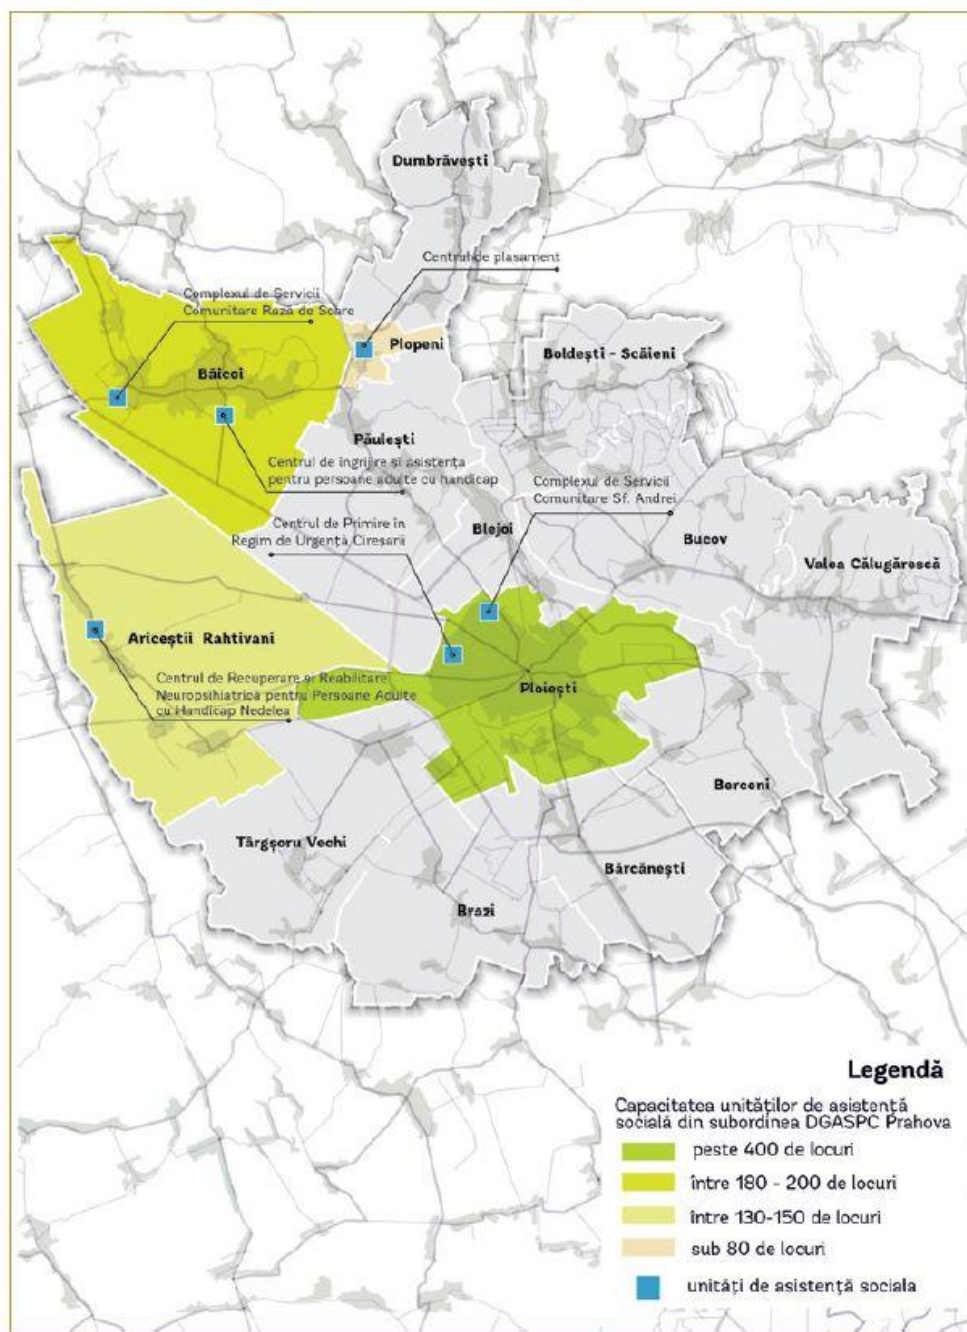 Dumbrăvești
Centrul de plasament
Complexul de Servicii
Comunitare Rază de Soare
Plopeni
Boldești - Scăieni
Băicoi
Păulești
Centrul de îngrijire și asistența
pentru persoane adulte cu handicap
Complexul de Servicii
Comunitare Sf. Andrei
Centrul de Primire în
Regim de Urgență Cireșarii
Blejoi
Bucov
Valea Călugărească
Ariceștii Rahtivani
Centrul de Recuperare și Reabilitare
Neuropsihiatrică pentru Persoane Adulte
cu Handicap Nedelea
Ploiești
Berceni
Târgșoru Vechi
Bărcănești
Brazi
Legendă
Capacitatea unităților de asistență
socială din subordinea DGASPC Prahova
peste 400 de locuri
între 180 - 200 de locuri
între 130-150 de locuri
sub 80 de locuri
unități de asistență sociala